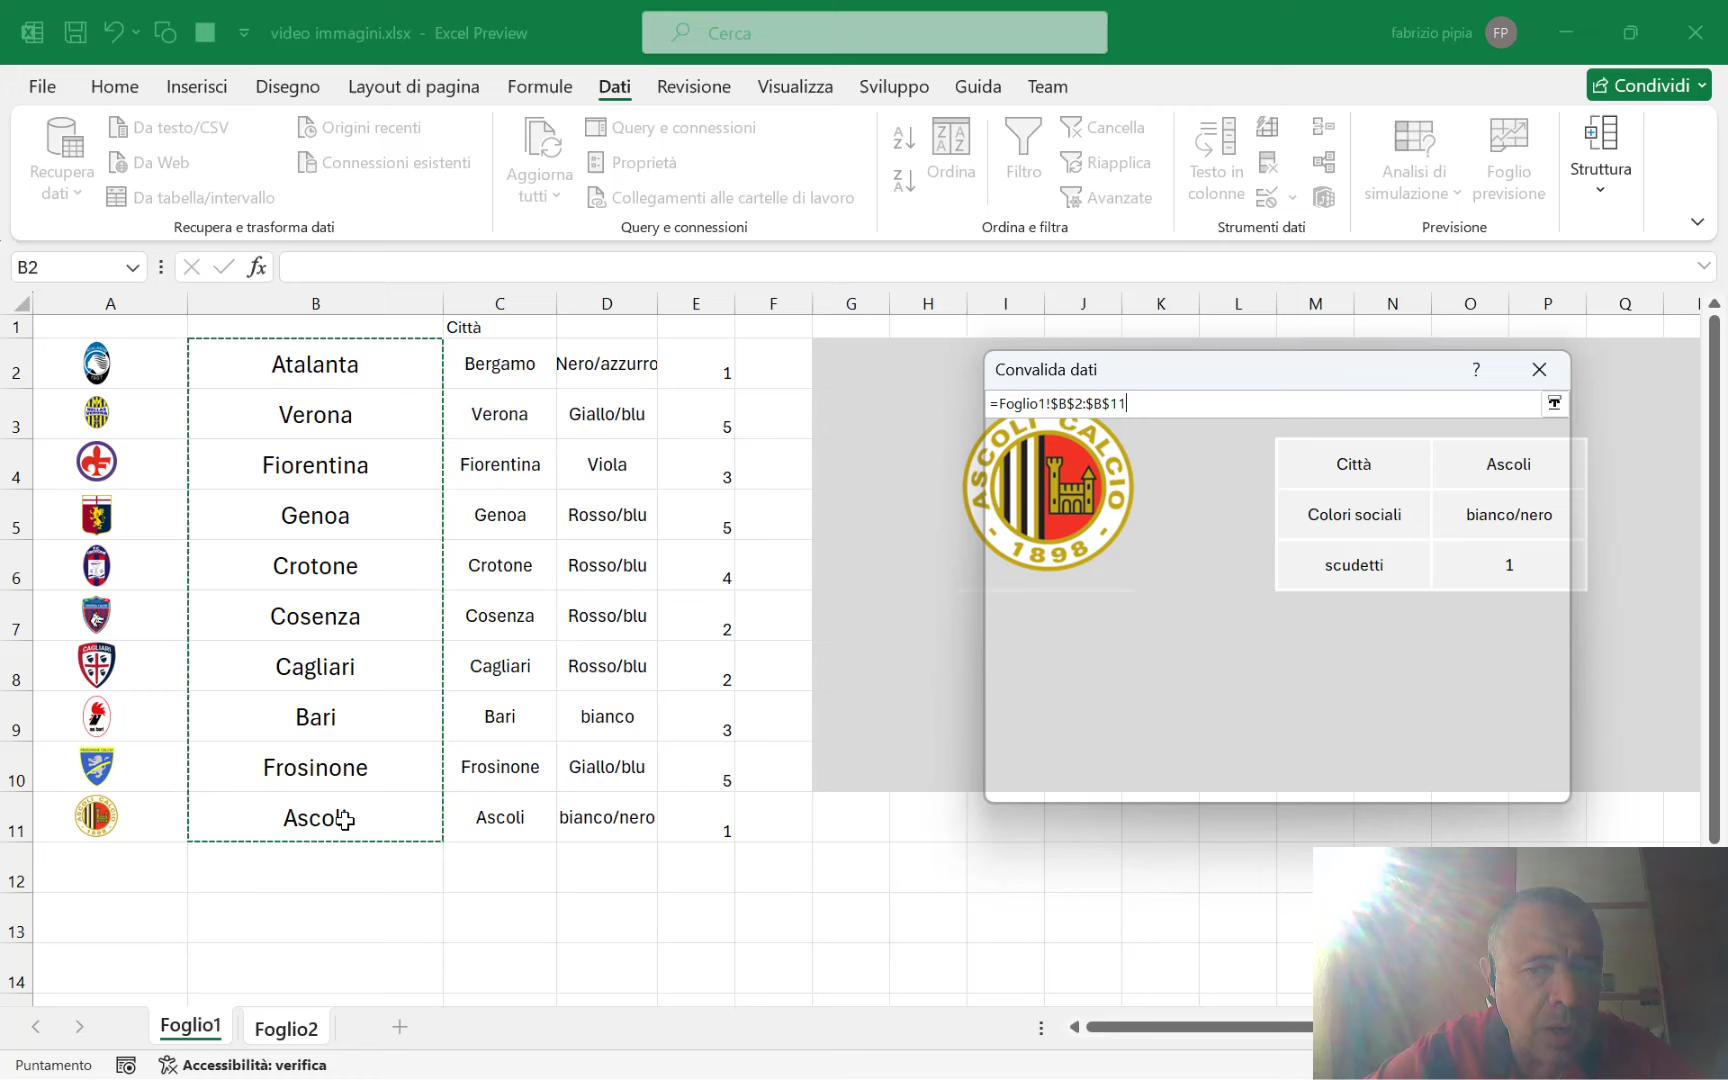 video immagini.xlsx - Excel Preview
Cerca
fabrizio pipia FP
File Home Inserisci Disegno Layout di pagina Formule Dati Revisione Visualizza Sviluppo Guida Team Condividi
Recupera dati
Da testo/CSV
Da Web
Da tabella/intervallo
Origini recenti
Connessioni esistenti
Recupera e trasforma dati
Aggiorna tutti
Query e connessioni
Proprietà
Collegamenti alle cartelle di lavoro
Query e connessioni
Ordina
Filtro
Cancella
Riapplica
Avanzate
Ordina e filtra
Testo in colonne
Strumenti dati
Analisi di simulazione
Foglio previsione
Previsione
Struttura
B2 fx
A B C D E F G H I J K L M N O P Q
1 Città
2 Atalanta Bergamo Nero/azzurro 1
3 Verona Verona Giallo/blu 5
4 Fiorentina Fiorentina Viola 3
5 Genoa Genoa Rosso/blu 5
6 Crotone Crotone Rosso/blu 4
7 Cosenza Cosenza Rosso/blu 2
8 Cagliari Cagliari Rosso/blu 2
9 Bari Bari bianco 3
10 Frosinone Frosinone Giallo/blu 5
11 Ascoli Ascoli bianco/nero 1
12
13
14
Convalida dati ?
=Foglio1!$B$2:$B$11
ASCOLI CALCIO
1898
Città Ascoli
Colori sociali bianco/nero
scudetti 1
Foglio1 Foglio2
Puntamento Accessibilità: verifica